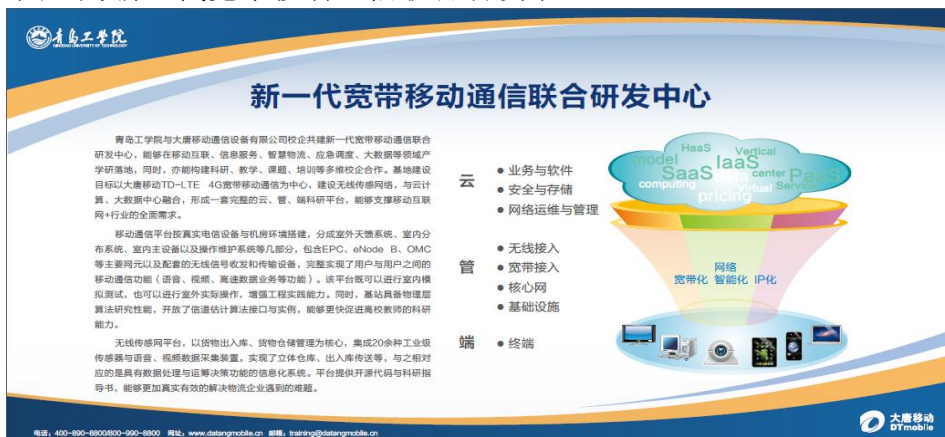 青岛工学院
QINGDAO UNIVERSITY OF TECHNOLOGY
新一代宽带移动通信联合研发中心
青岛工学院与大唐移动通信设备有限公司校企共建新一代宽带移动通信联合
研发中心，能够在移动互联、信息服务、智慧物流、应急调度、大数据等领域产
学研落地，同时，亦能构建科研、教学、课题、培训等多维校企合作。基地建设
目标以大唐移动TD-LTE 4G宽带移动通信为中心，建设无线传感网络，与云计
算、大数据中心融合，形成一套完整的云、管、端科研平台，能够支撑移动互联
网+行业的全面需求。
移动通信平台按真实电信设备与机房环境搭建，分成室外天馈系统、室内分
布系统、室内主设备以及操作维护系统等几部分，包含EPC、eNode B、OMC
等主要网元以及配套的无线信号收发和传输设备，完整实现了用户与用户之间的
移动通信功能（语音、视频、高速数据业务等功能）。该平台既可以进行室内模
拟测试，也可以进行室外实际操作，增强工程实践能力。同时，基站具备物理层
算法研究性能，开放了信道估计算法接口与实例，能够更快促进高校教师的科研
能力。
无线传感网平台，以货物出入库、货物仓储管理为核心，集成20余种工业级
传感器与语音、视频数据采集装置。实现了立体仓库、出入库传送等，与之相对
应的是具有数据处理与运筹决策功能的信息化系统。平台提供开源代码与科研指
导书，能够更加真实有效的解决物流企业遇到的难题。
云
● 业务与软件
● 安全与存储
● 网络运维与管理
管
● 无线接入
● 宽带接入
● 核心网
● 基础设施
端
● 终端
HaaS Vertical
model IaaS
SaaS data center PaaS
computing Virtual Service
pricing
网络
宽带化 智能化 IP化
电话：400-890-8800/800-990-8800 网址：www.datangmobile.cn 邮箱：training@datangmobile.cn
大唐移动
DTmobile